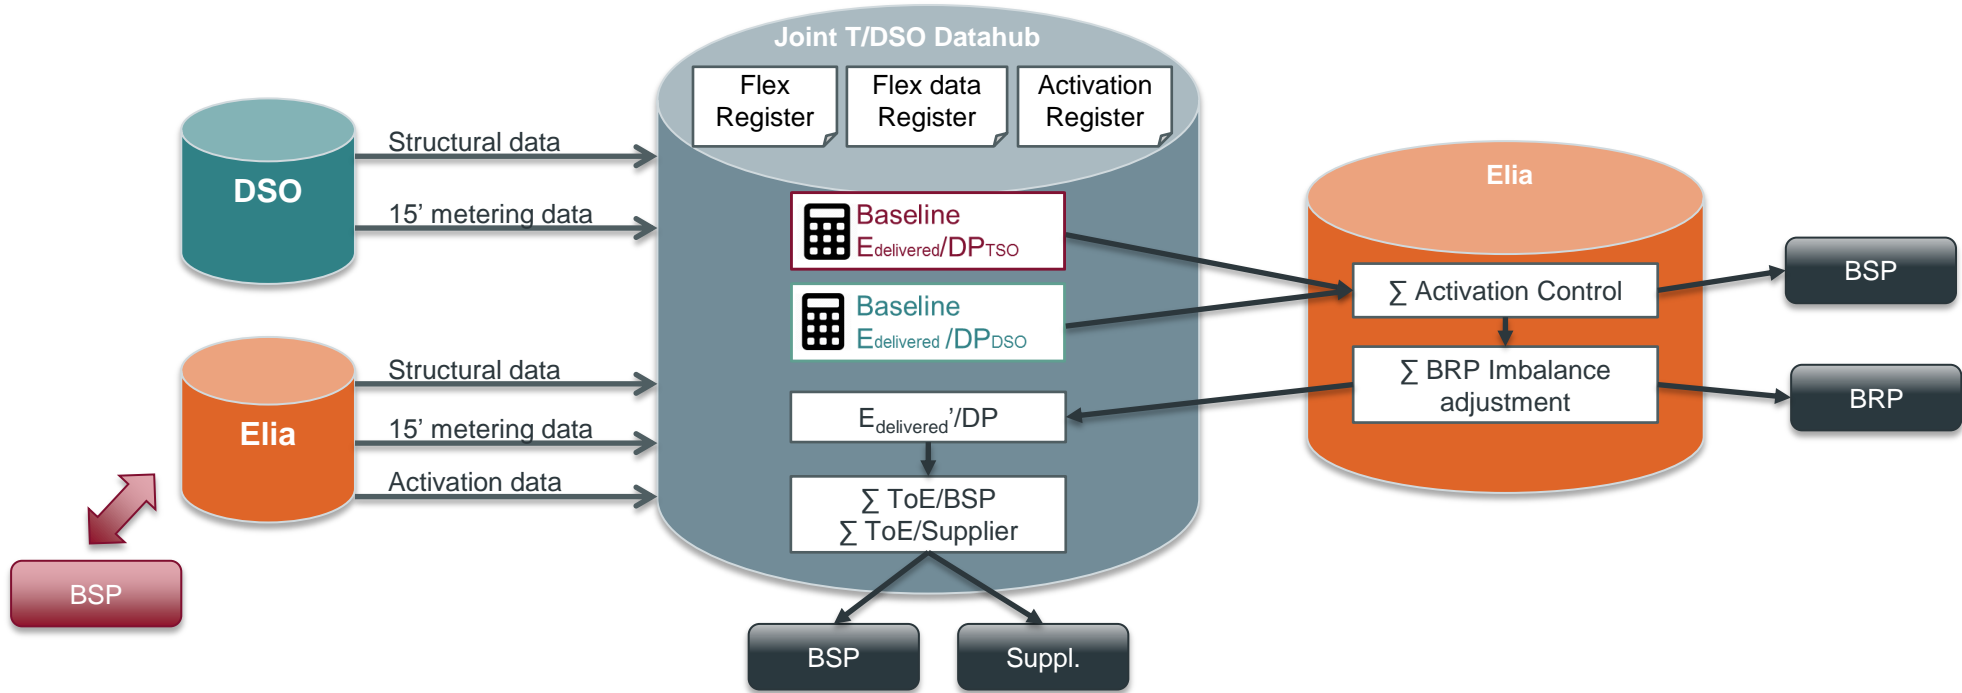 Joint T/DSO Datahub
Flex
Register
Flex data
Register
Activation
Register
DSO
Structural data
15’ metering data
Baseline
Edelivered/DPTSO
Baseline
Edelivered /DPDSO
Elia
Structural data
15’ metering data
Activation data
BSP
Edelivered’/DP
∑ ToE/BSP
∑ ToE/Supplier
BSP
Suppl.
Elia
∑ Activation Control
∑ BRP Imbalance
adjustment
BSP
BRP